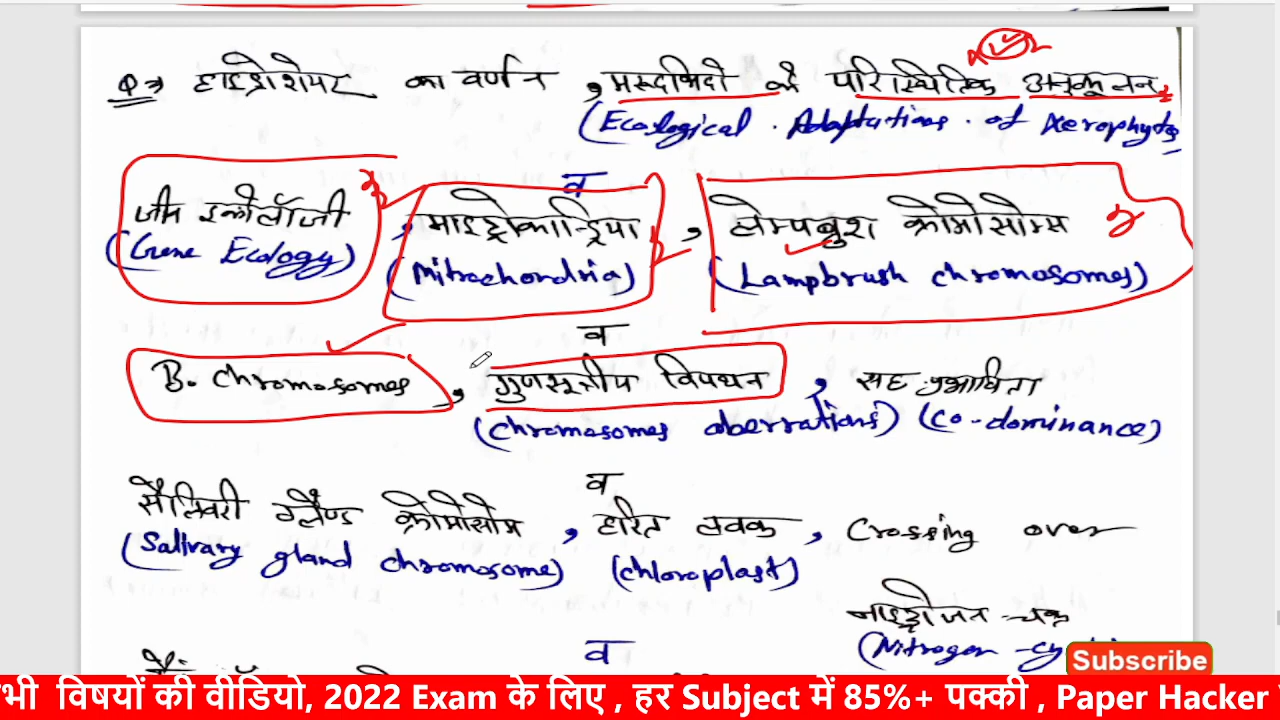 Q⇒ हाइड्रोशेयर का वर्णन , मरुदभिदो के पारिस्थितिक अनुकूलन
(Ecological . Adaptations . of Xerophytes
व
जीन इकोलॉजी , माइट्रोकान्ड्रिया , लेम्पब्रुश क्रोमोसोम्स
(Gene Ecology) (Mitrochondria) (Lampbrush chromosomes)
व
B. Chromosomes , गुणसूत्रीय विपथन , सह प्रभाविता
(chromosomes aberrations) (Co-dominance)
व
सैलिवरी ग्लैण्ड क्रोमोसोम , हरित लवक , Crossing over
(Salivary gland chromosome) (chloroplast)
नाइट्रोजन चक्र
व (Nitrogen -cy
Subscribe
भी विषयों की वीडियो, 2022 Exam के लिए , हर Subject में 85%+ पक्की , Paper Hacker